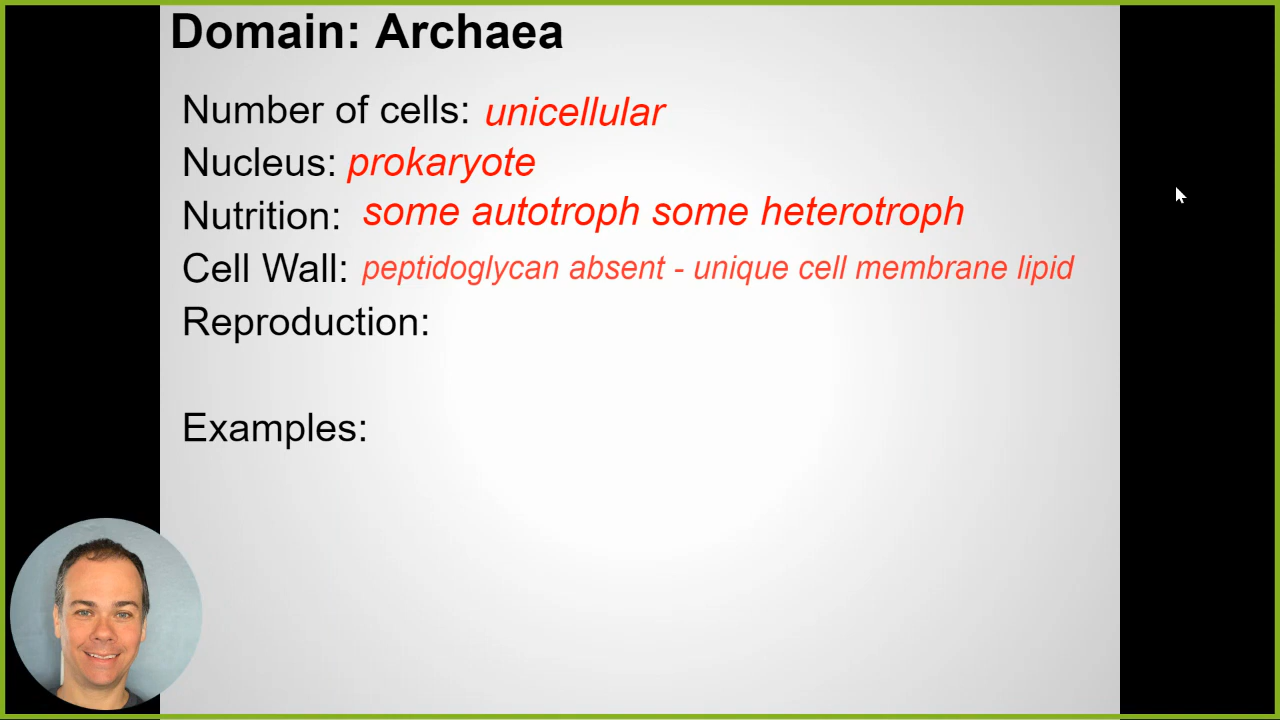 Domain: Archaea
Number of cells: unicellular
Nucleus: prokaryote
Nutrition: some autotroph some heterotroph
Cell Wall: peptidoglycan absent - unique cell membrane lipid
Reproduction:
Examples: